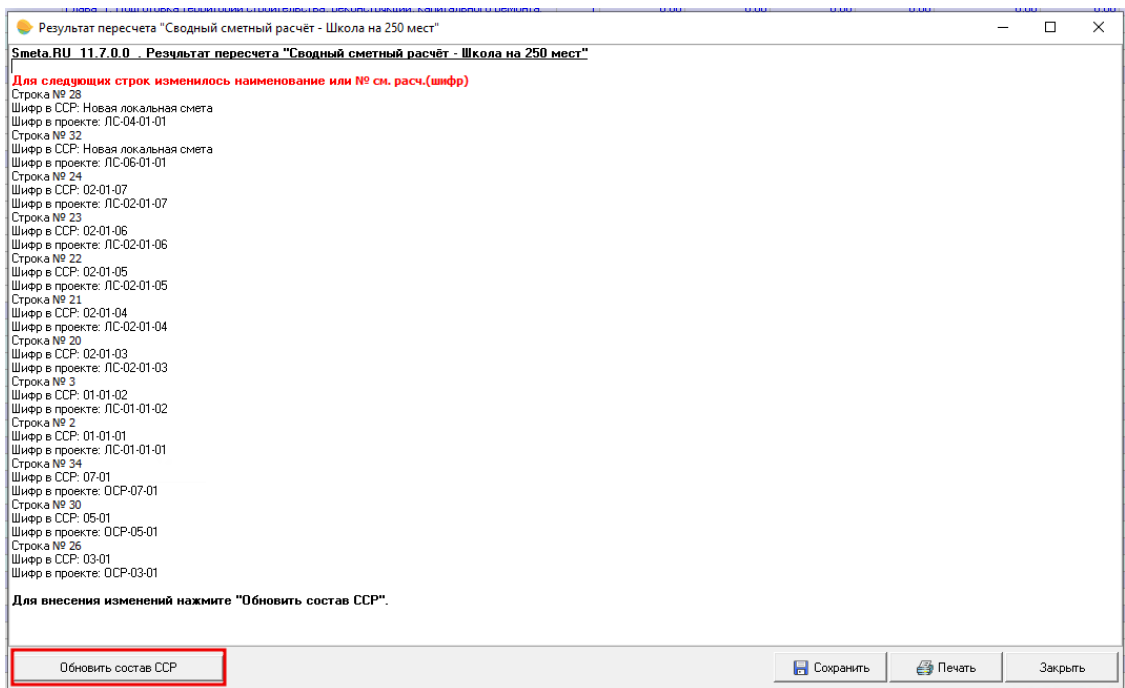 Результат пересчета "Сводный сметный расчёт - Школа на 250 мест"
Smeta.RU 11.7.0.0 . Результат пересчета "Сводный сметный расчёт - Школа на 250 мест"
Для следующих строк изменилось наименование или № см. расч.(шифр)
Строка № 28
Шифр в ССР: Новая локальная смета
Шифр в проекте: ЛС-04-01-01
Строка № 32
Шифр в ССР: Новая локальная смета
Шифр в проекте: ЛС-06-01-01
Строка № 24
Шифр в ССР: 02-01-07
Шифр в проекте: ЛС-02-01-07
Строка № 23
Шифр в ССР: 02-01-06
Шифр в проекте: ЛС-02-01-06
Строка № 22
Шифр в ССР: 02-01-05
Шифр в проекте: ЛС-02-01-05
Строка № 21
Шифр в ССР: 02-01-04
Шифр в проекте: ЛС-02-01-04
Строка № 20
Шифр в ССР: 02-01-03
Шифр в проекте: ЛС-02-01-03
Строка № 3
Шифр в ССР: 01-01-02
Шифр в проекте: ЛС-01-01-02
Строка № 2
Шифр в ССР: 01-01-01
Шифр в проекте: ЛС-01-01-01
Строка № 34
Шифр в ССР: 07-01
Шифр в проекте: ОСР-07-01
Строка № 30
Шифр в ССР: 05-01
Шифр в проекте: ОСР-05-01
Строка № 26
Шифр в ССР: 03-01
Шифр в проекте: ОСР-03-01
Для внесения изменений нажмите "Обновить состав ССР".
Обновить состав ССР Сохранить Печать Закрыть